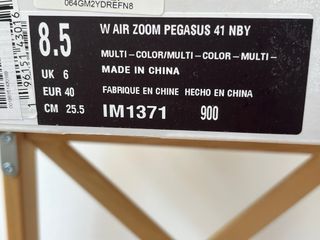 064GM2YDREFN8
8.5
W AIR ZOOM PEGASUS 41 NBY
MULTI-COLOR/MULTI-COLOR-MULTI-
UK 6
MADE IN CHINA
EUR 40
FABRIQUE EN CHINE HECHO EN CHINA
CM 25.5
IM1371 900